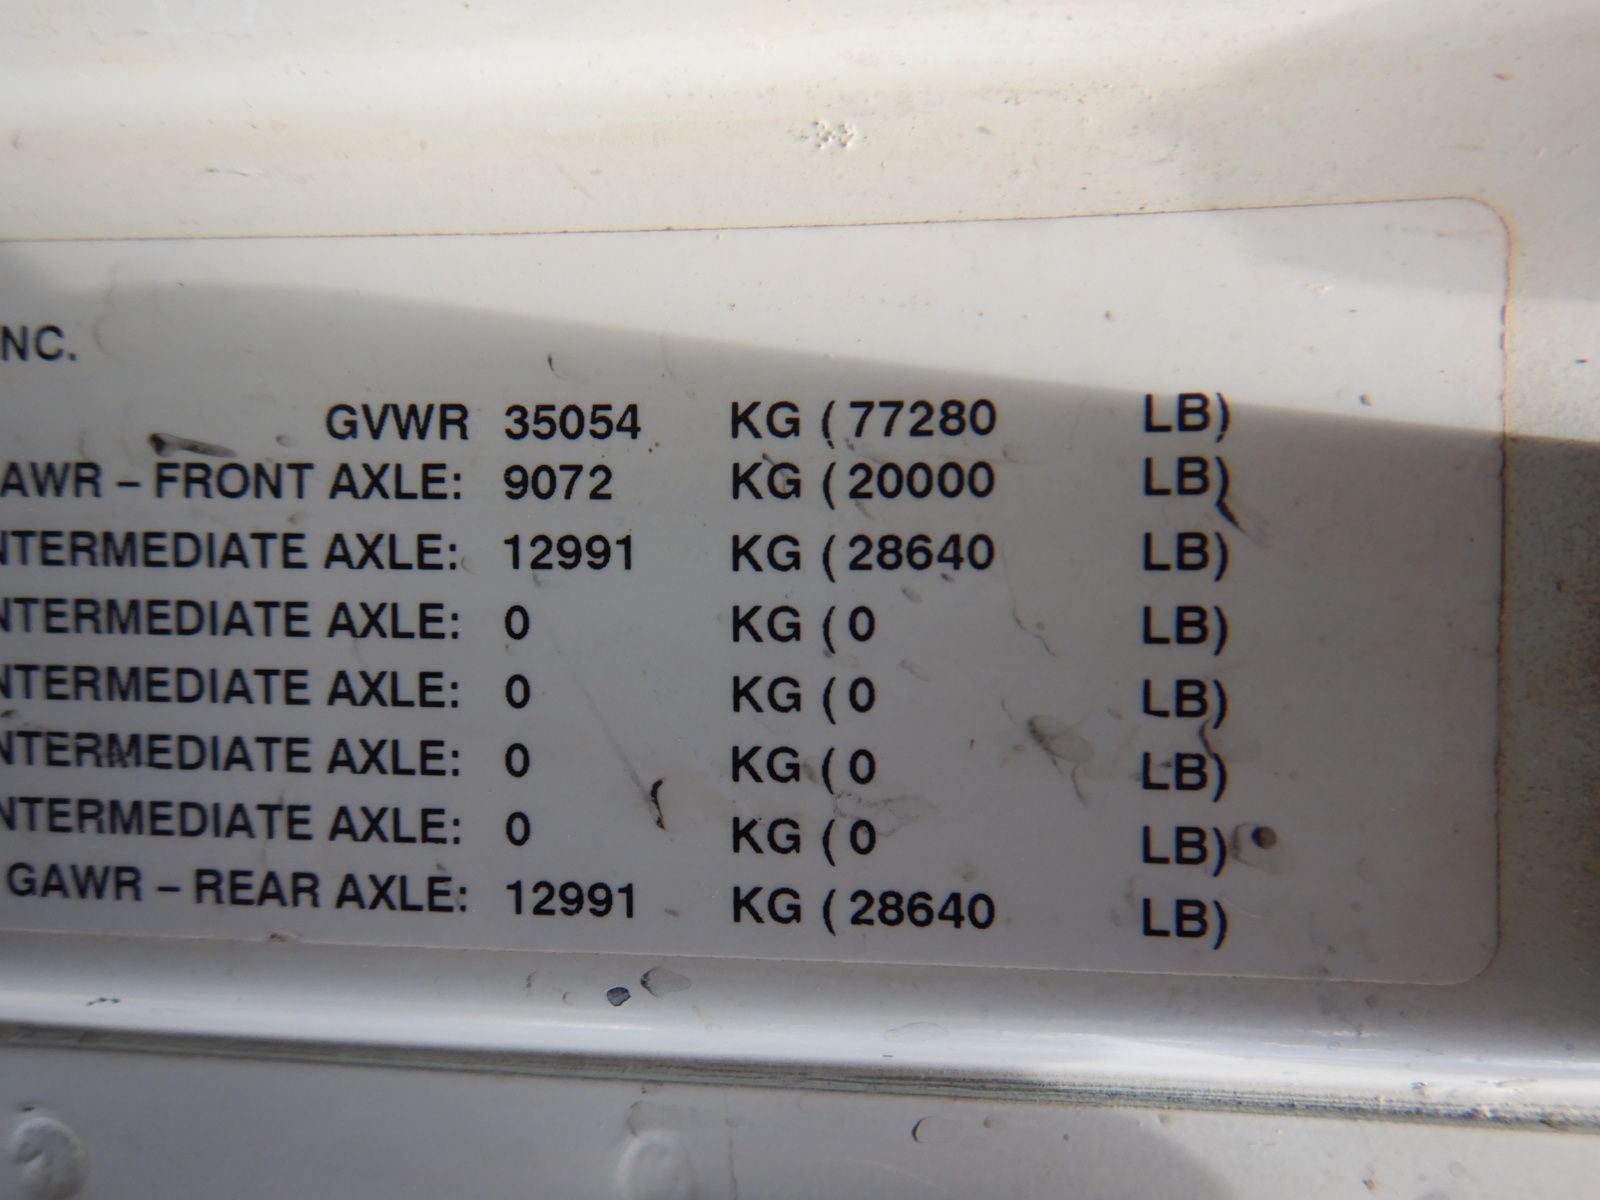 NC.
GVWR 35054 KG (77280 LB)
AWR – FRONT AXLE: 9072 KG (20000 LB)
NTERMEDIATE AXLE: 12991 KG (28640 LB)
NTERMEDIATE AXLE: 0 KG (0 LB)
NTERMEDIATE AXLE: 0 KG (0 LB)
NTERMEDIATE AXLE: 0 KG (0 LB)
NTERMEDIATE AXLE: 0 KG (0 LB)
GAWR – REAR AXLE: 12991 KG (28640 LB)